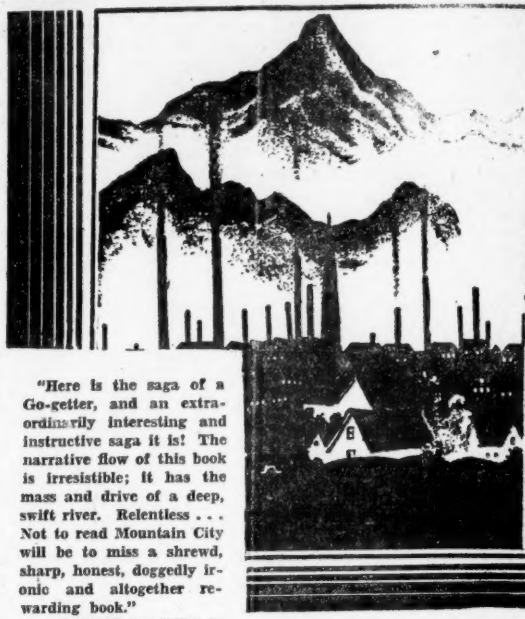 "Here is the saga of a
Go-getter, and an extra-
ordinarily interesting and
instructive saga it is! The
narrative flow of this book
is irresistible; it has the
mass and drive of a deep,
swift river. Relentless . . .
Not to read Mountain City
will be to miss a shrewd,
sharp, honest, doggedly ir-
onic and altogether re-
warding book."